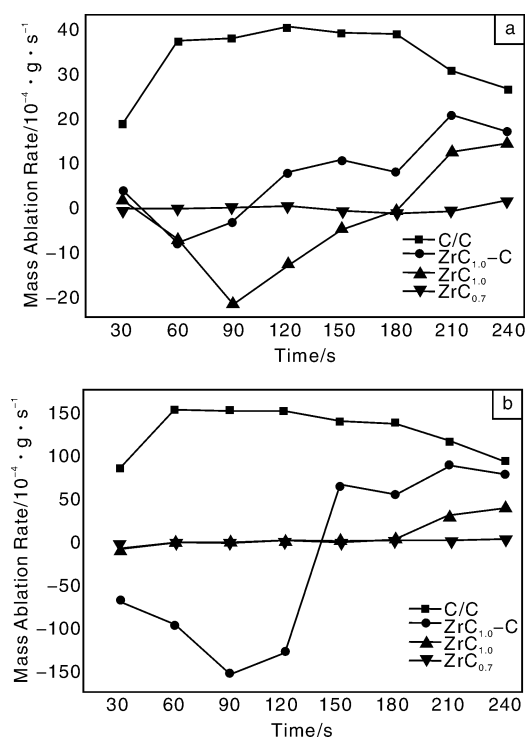 a
40
30
20
10
0
−10
−20
Mass Ablation Rate/10⁻⁴·g·s⁻¹
C/C
ZrC₁.₀−C
ZrC₁.₀
ZrC₀.₇
30 60 90 120 150 180 210 240
Time/s
b
150
100
50
0
−50
−100
−150
Mass Ablation Rate/10⁻⁴·g·s⁻¹
C/C
ZrC₁.₀−C
ZrC₁.₀
ZrC₀.₇
30 60 90 120 150 180 210 240
Time/s